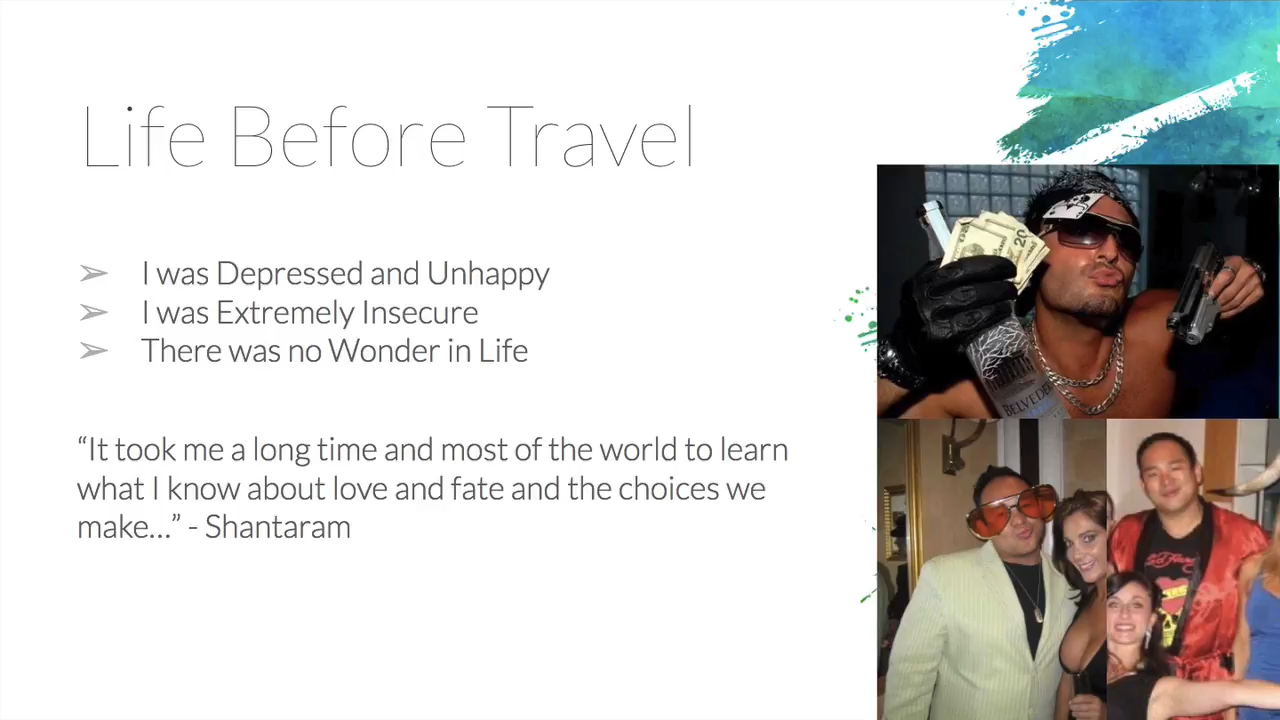 Life Before Travel
➢ I was Depressed and Unhappy
➢ I was Extremely Insecure
➢ There was no Wonder in Life
“It took me a long time and most of the world to learn
what I know about love and fate and the choices we
make...” - Shantaram
20
BELVEDE